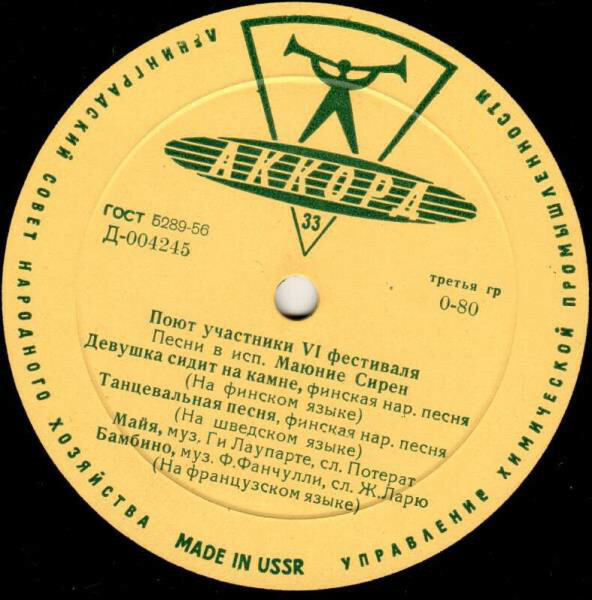 ЛЕНИНГРАДСКИЙ СОВЕТ НАРОДНОГО ХОЗЯЙСТВА
УПРАВЛЕНИЕ ХИМИЧЕСКОЙ ПРОМЫШЛЕННОСТИ
АККОРД
33
ГОСТ 5289-56
Д-004245
третья гр
0-80
Поют участники VI фестиваля
Песни в исп. Маюние Сирен
Девушка сидит на камне, финская нар. песня
(На финском языке)
Танцевальная песня, финская нар. песня
(На шведском языке)
Майя, муз. Ги Лаупарте, сл. Потерат
Бамбино, муз. Ф.Фанчулли, сл. Ж.Ларю
(На французском языке)
MADE IN USSR